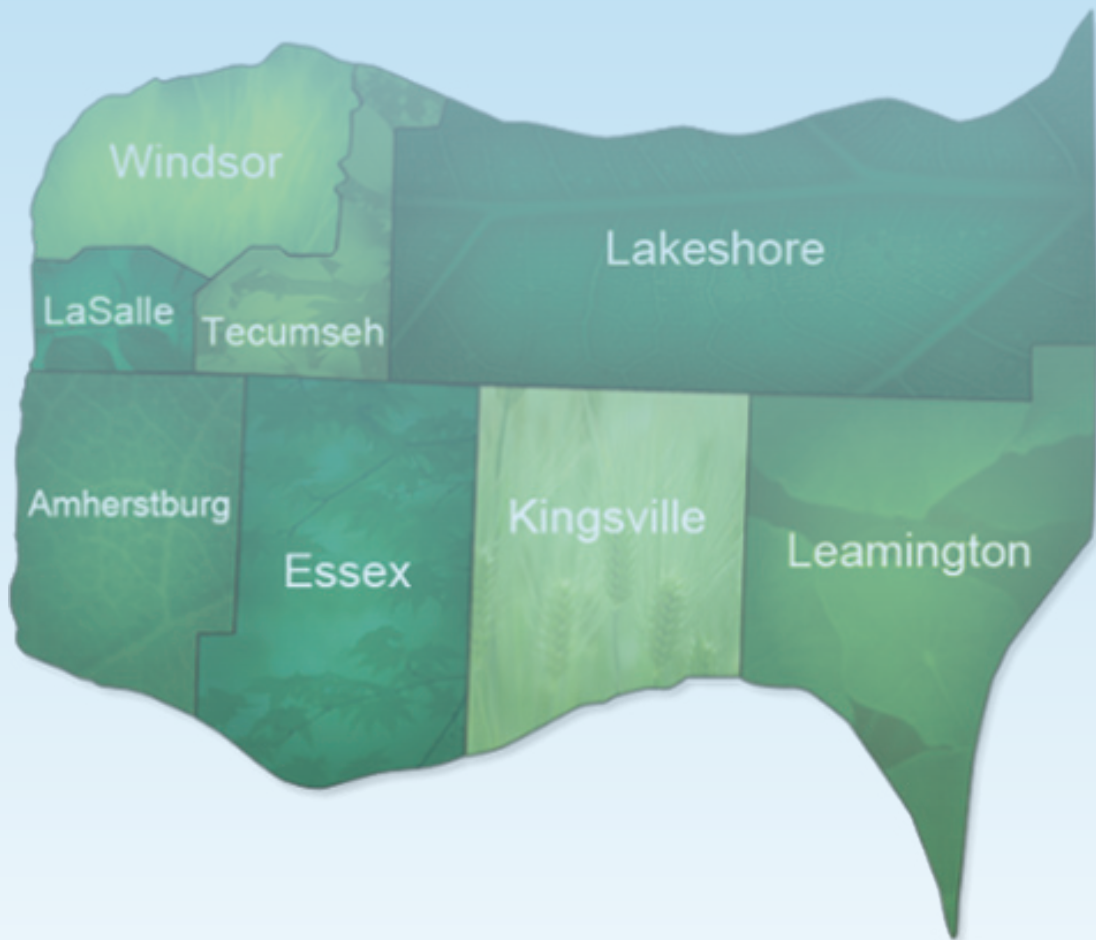 Windsor
Lakeshore
LaSalle
Tecumseh
Amherstburg
Essex
Kingsville
Leamington